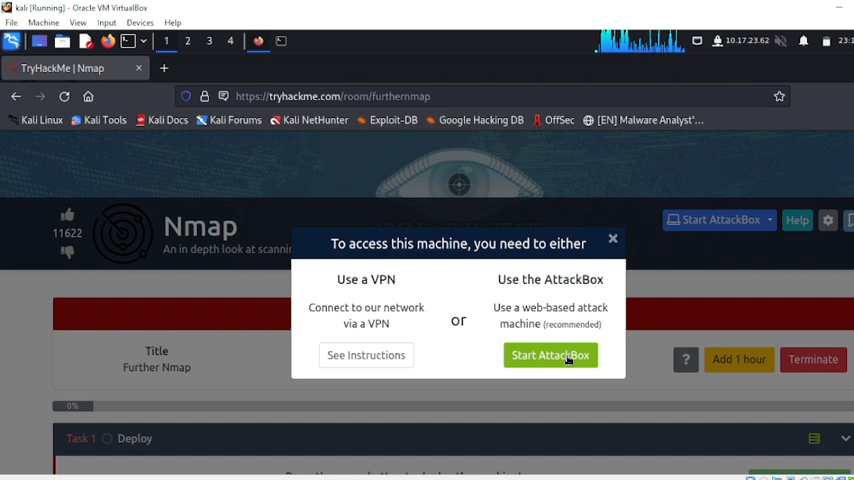 kali [Running] - Oracle VM VirtualBox
File Machine View Input Devices Help
1 2 3 4 10.17.23.62
TryHackMe | Nmap
https://tryhackme.com/room/furthernmap
Kali Linux Kali Tools Kali Docs Kali Forums Kali NetHunter Exploit-DB Google Hacking DB OffSec [EN] Malware Analyst'...
11622
Nmap
An in depth look at scanni
Start AttackBox Help
To access this machine, you need to either
Use a VPN
Connect to our network
via a VPN
See Instructions
or
Use the AttackBox
Use a web-based attack
machine (recommended)
Start AttackBox
Title
Further Nmap
? Add 1 hour Terminate
0%
Task 1 Deploy